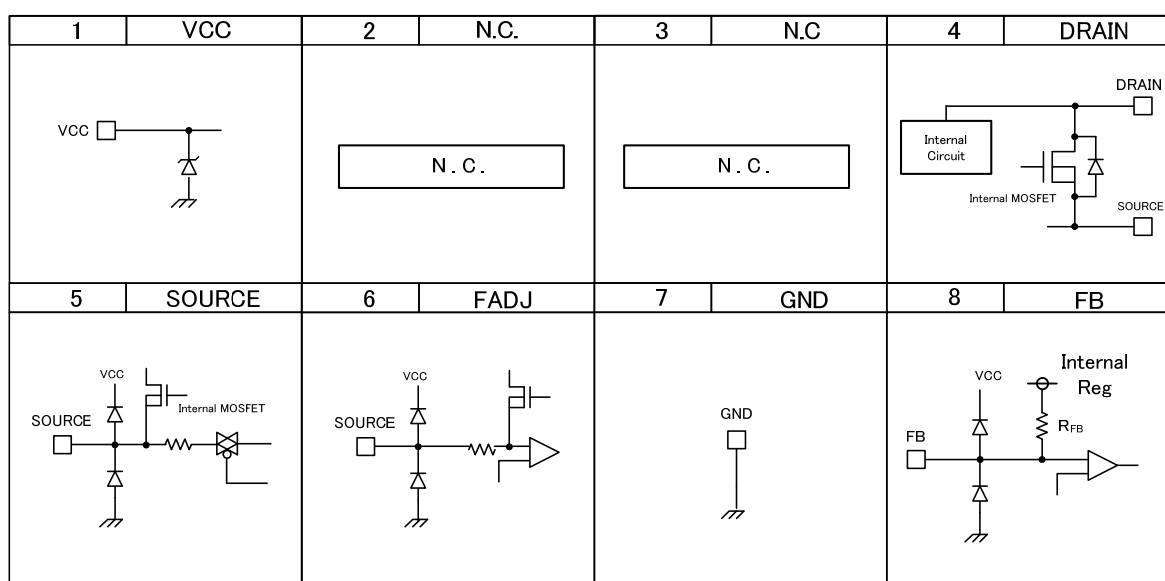 1 VCC 2 N.C. 3 N.C 4 DRAIN
VCC
N.C.
N.C.
DRAIN
Internal
Circuit
Internal MOSFET
SOURCE
5 SOURCE 6 FADJ 7 GND 8 FB
VCC
Internal MOSFET
SOURCE
VCC
SOURCE
GND
Internal
Reg
VCC
RFB
FB